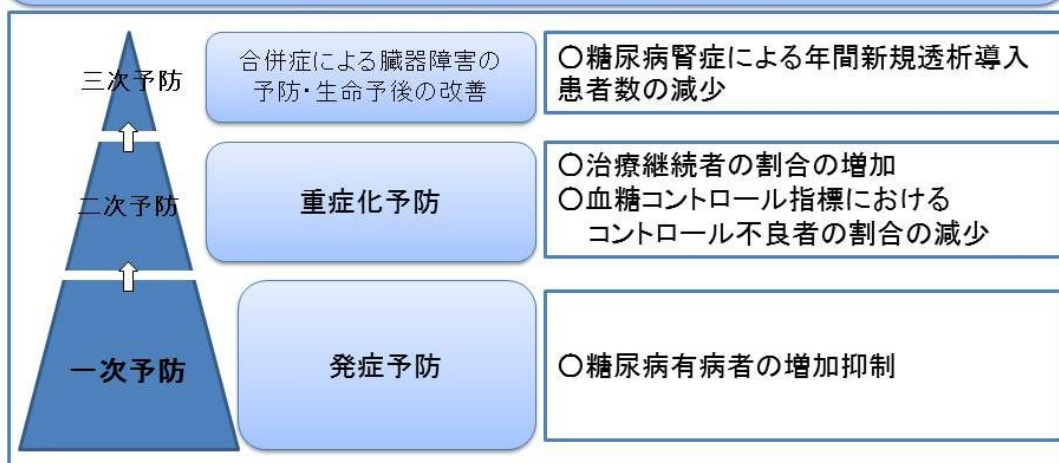 三次予防
合併症による臓器障害の
予防・生命予後の改善
〇糖尿病腎症による年間新規透析導入
患者数の減少
二次予防
重症化予防
〇治療継続者の割合の増加
〇血糖コントロール指標における
コントロール不良者の割合の減少
一次予防
発症予防
〇糖尿病有病者の増加抑制